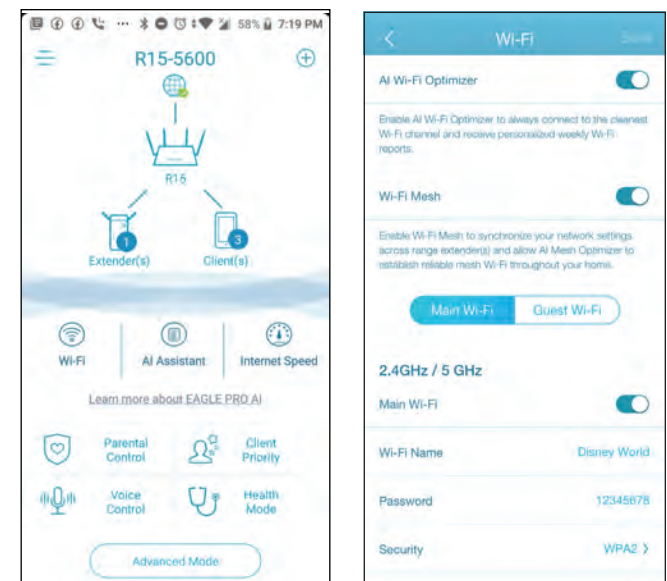 58% 7:19 PM
R15-5600
R15
1
3
Extender(s)
Client(s)
Wi-Fi
AI Assistant
Internet Speed
Learn more about EAGLE PRO AI
Parental
Control
Client
Priority
Voice
Control
Health
Mode
Advanced Mode
Wi-Fi
Save
AI Wi-Fi Optimizer
Enable AI Wi-Fi Optimizer to always connect to the cleanest
Wi-Fi channel and receive personalized weekly Wi-Fi
reports.
Wi-Fi Mesh
Enable Wi-Fi Mesh to synchronize your network settings
across range extender(s) and allow AI Mesh Optimizer to
establish reliable mesh Wi-Fi throughout your home.
Main Wi-Fi
Guest Wi-Fi
2.4GHz / 5 GHz
Main Wi-Fi
Wi-Fi Name
Disney World
Password
12345678
Security
WPA2 >